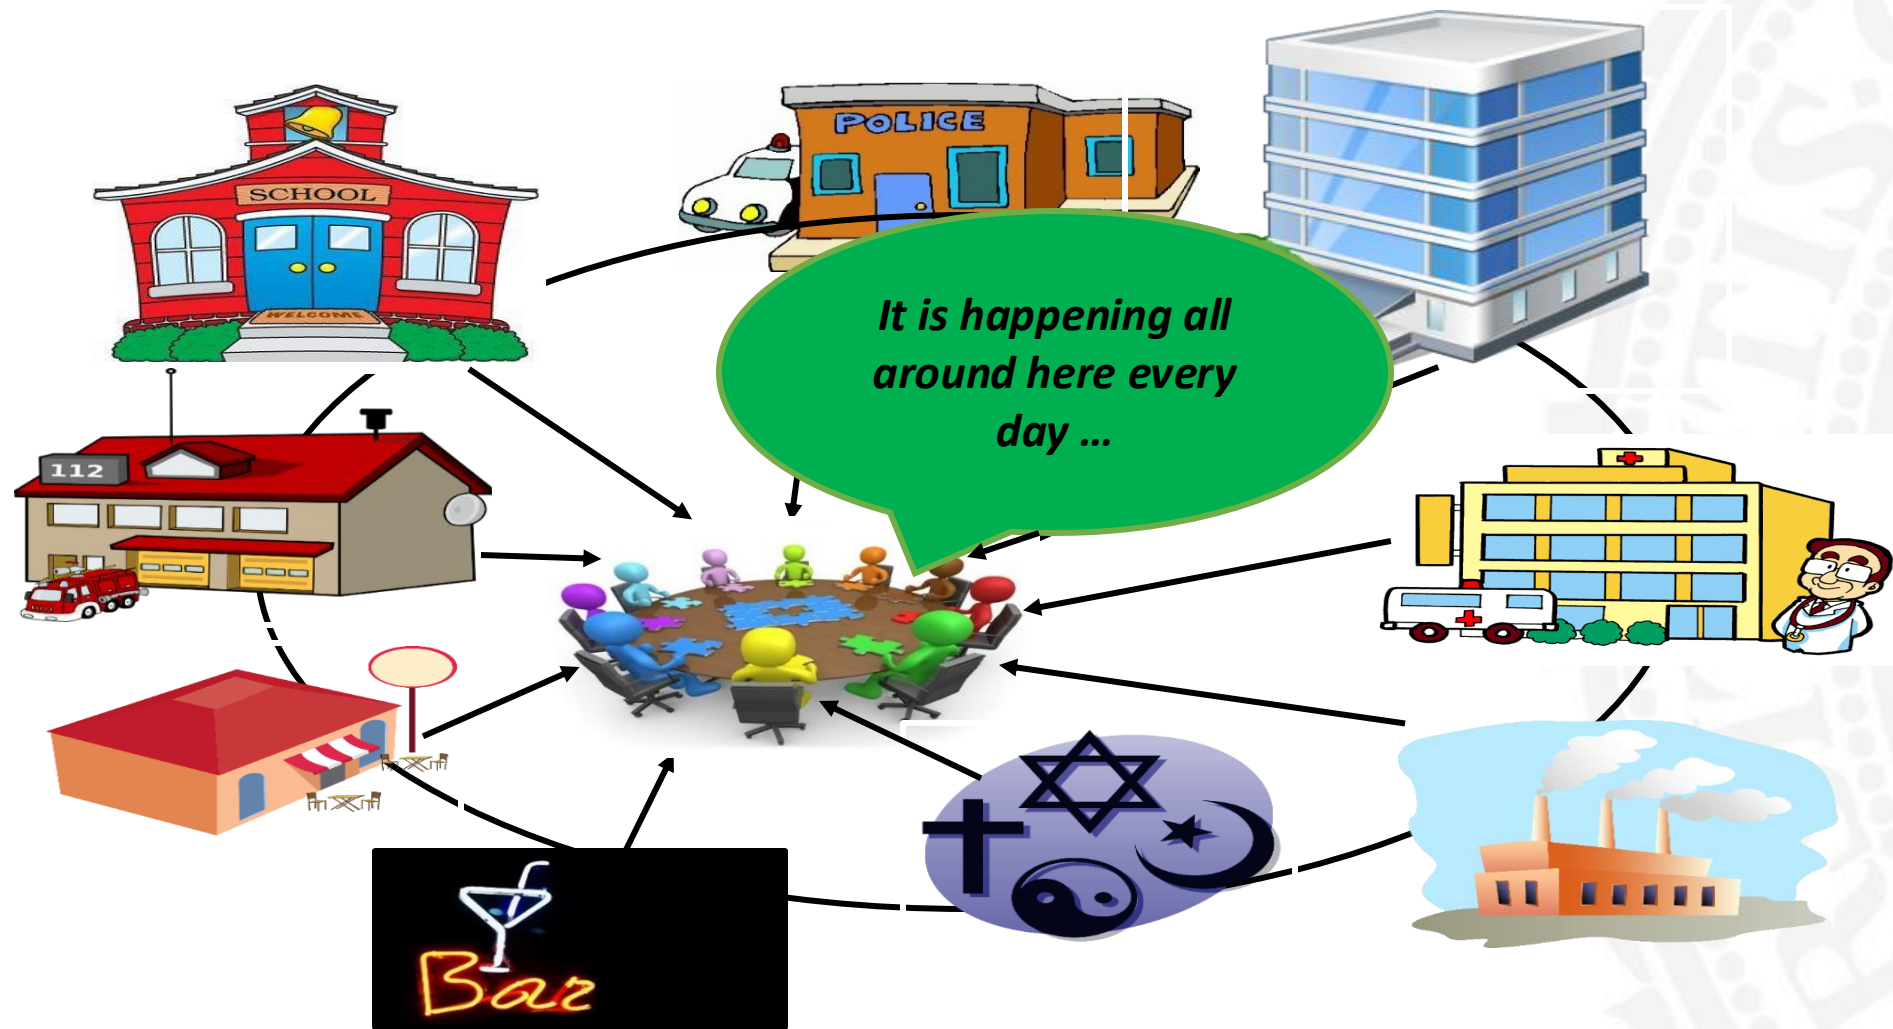 POLICE
SCHOOL
WELCOME
It is happening all
around here every
day ...
112
Bar